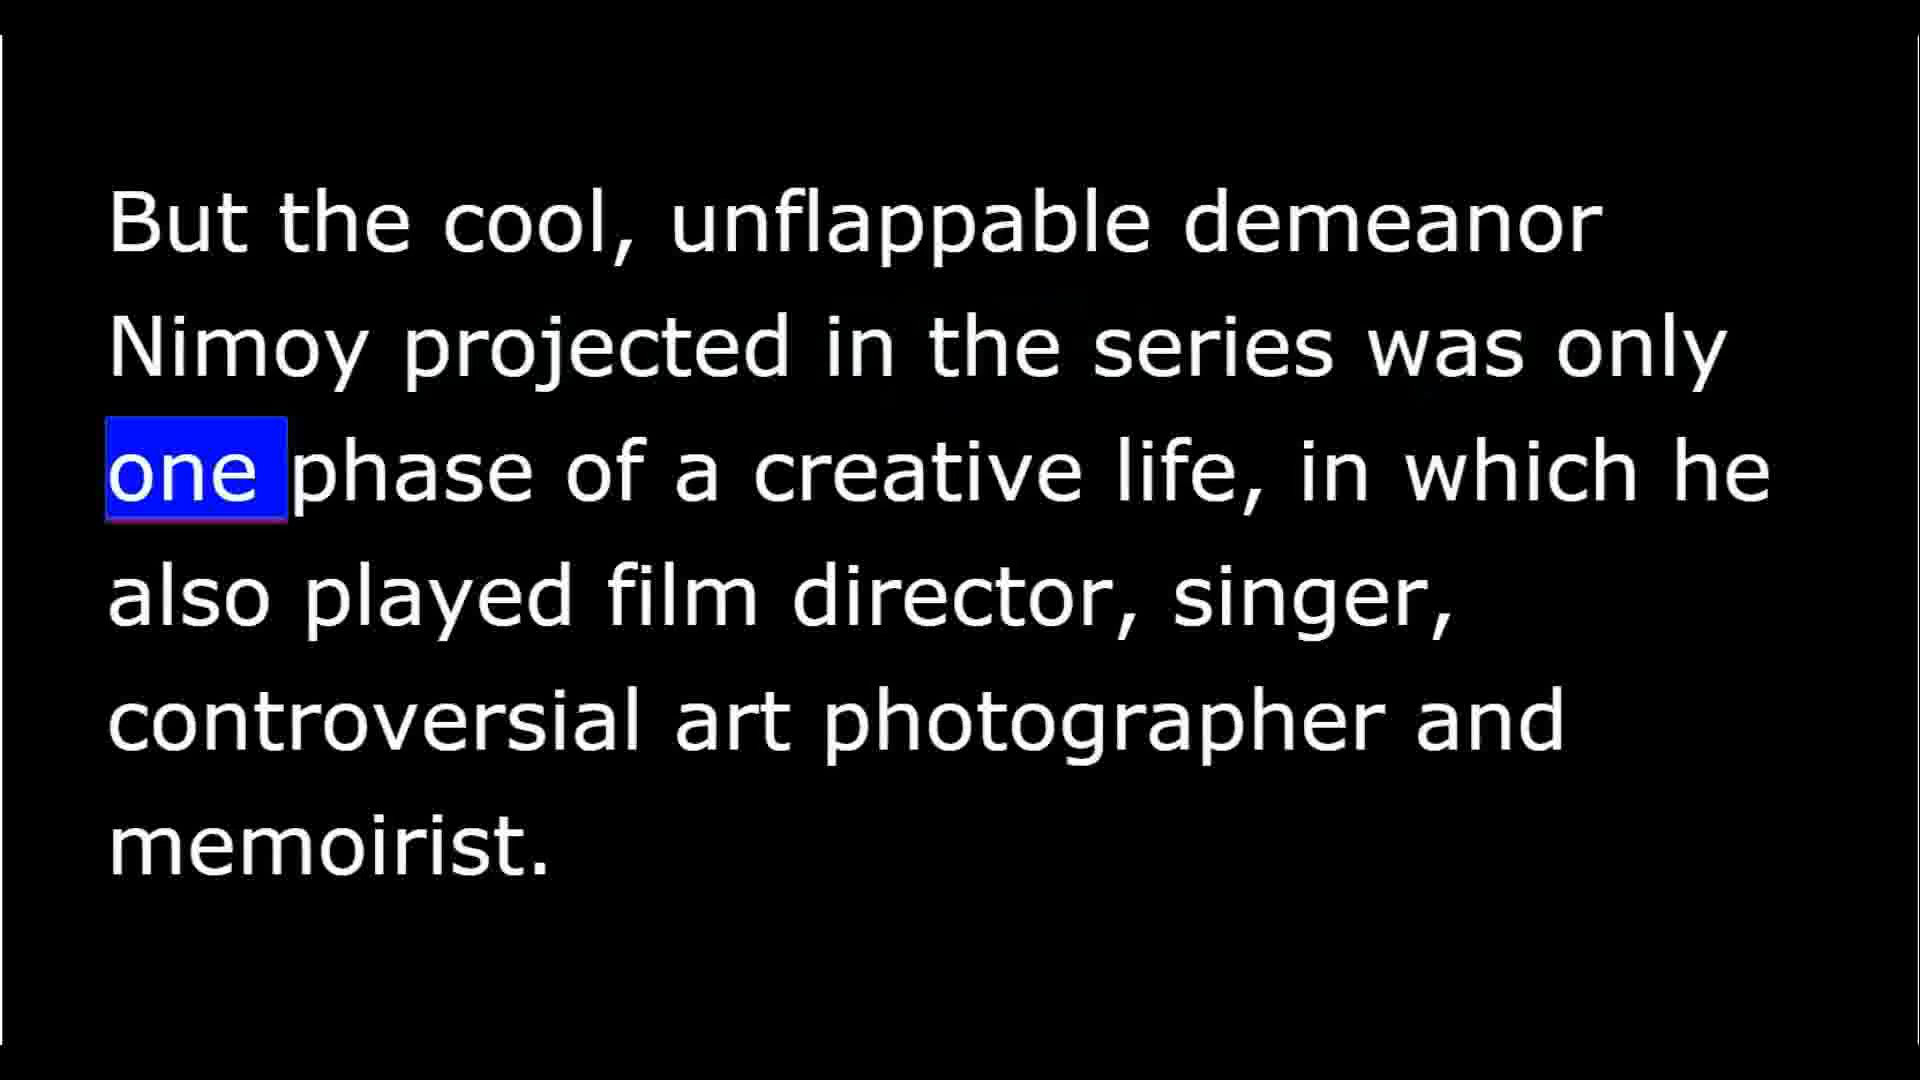 But the cool, unflappable demeanor
Nimoy projected in the series was only
one phase of a creative life, in which he
also played film director, singer,
controversial art photographer and
memoirist.